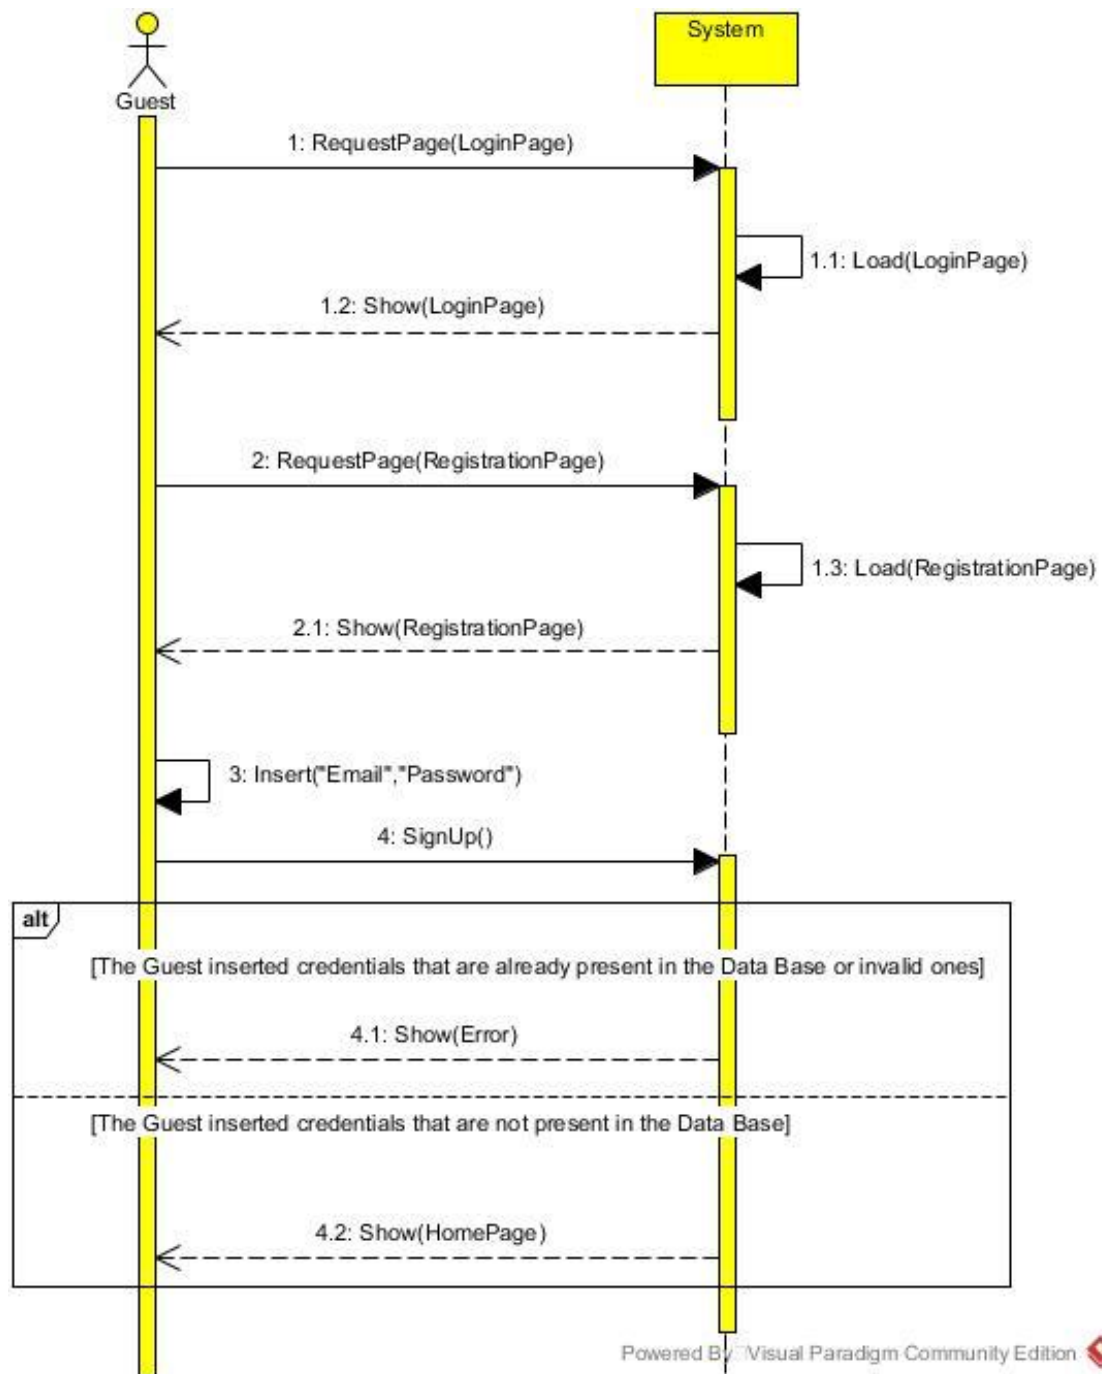 System
Guest
1: RequestPage(LoginPage)
1.1: Load(LoginPage)
1.2: Show(LoginPage)
2: RequestPage(RegistrationPage)
1.3: Load(RegistrationPage)
2.1: Show(RegistrationPage)
3: Insert("Email","Password")
4: SignUp()
alt
[The Guest inserted credentials that are already present in the Data Base or invalid ones]
4.1: Show(Error)
[The Guest inserted credentials that are not present in the Data Base]
4.2: Show(HomePage)
Powered By Visual Paradigm Community Edition